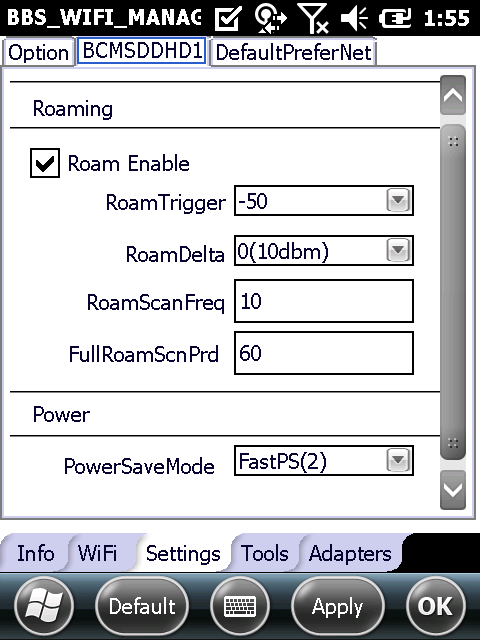 BBS_WIFI_MANAG 1:55
Option BCMSDDHD1 DefaultPreferNet
Roaming
Roam Enable
RoamTrigger -50
RoamDelta 0(10dbm)
RoamScanFreq 10
FullRoamScnPrd 60
Power
PowerSaveMode FastPS(2)
Info WiFi Settings Tools Adapters
Default Apply OK